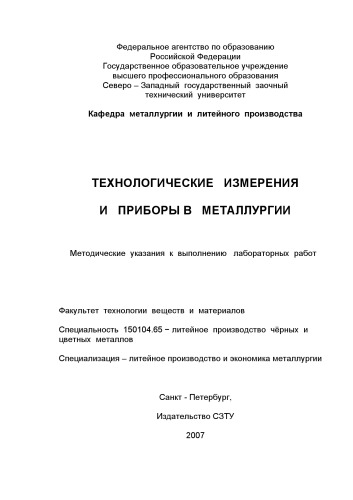 Федеральное агентство по образованию
Российской Федерации
Государственное образовательное учреждение
высшего профессионального образования
Северо – Западный государственный заочный
технический университет
Кафедра металлургии и литейного производства
ТЕХНОЛОГИЧЕСКИЕ ИЗМЕРЕНИЯ
И ПРИБОРЫ В МЕТАЛЛУРГИИ
Методические указания к выполнению лабораторных работ
Факультет технологии веществ и материалов
Специальность 150104.65 – литейное производство чёрных и
цветных металлов
Специализация – литейное производство и экономика металлургии
Санкт - Петербург,
Издательство СЗТУ
2007